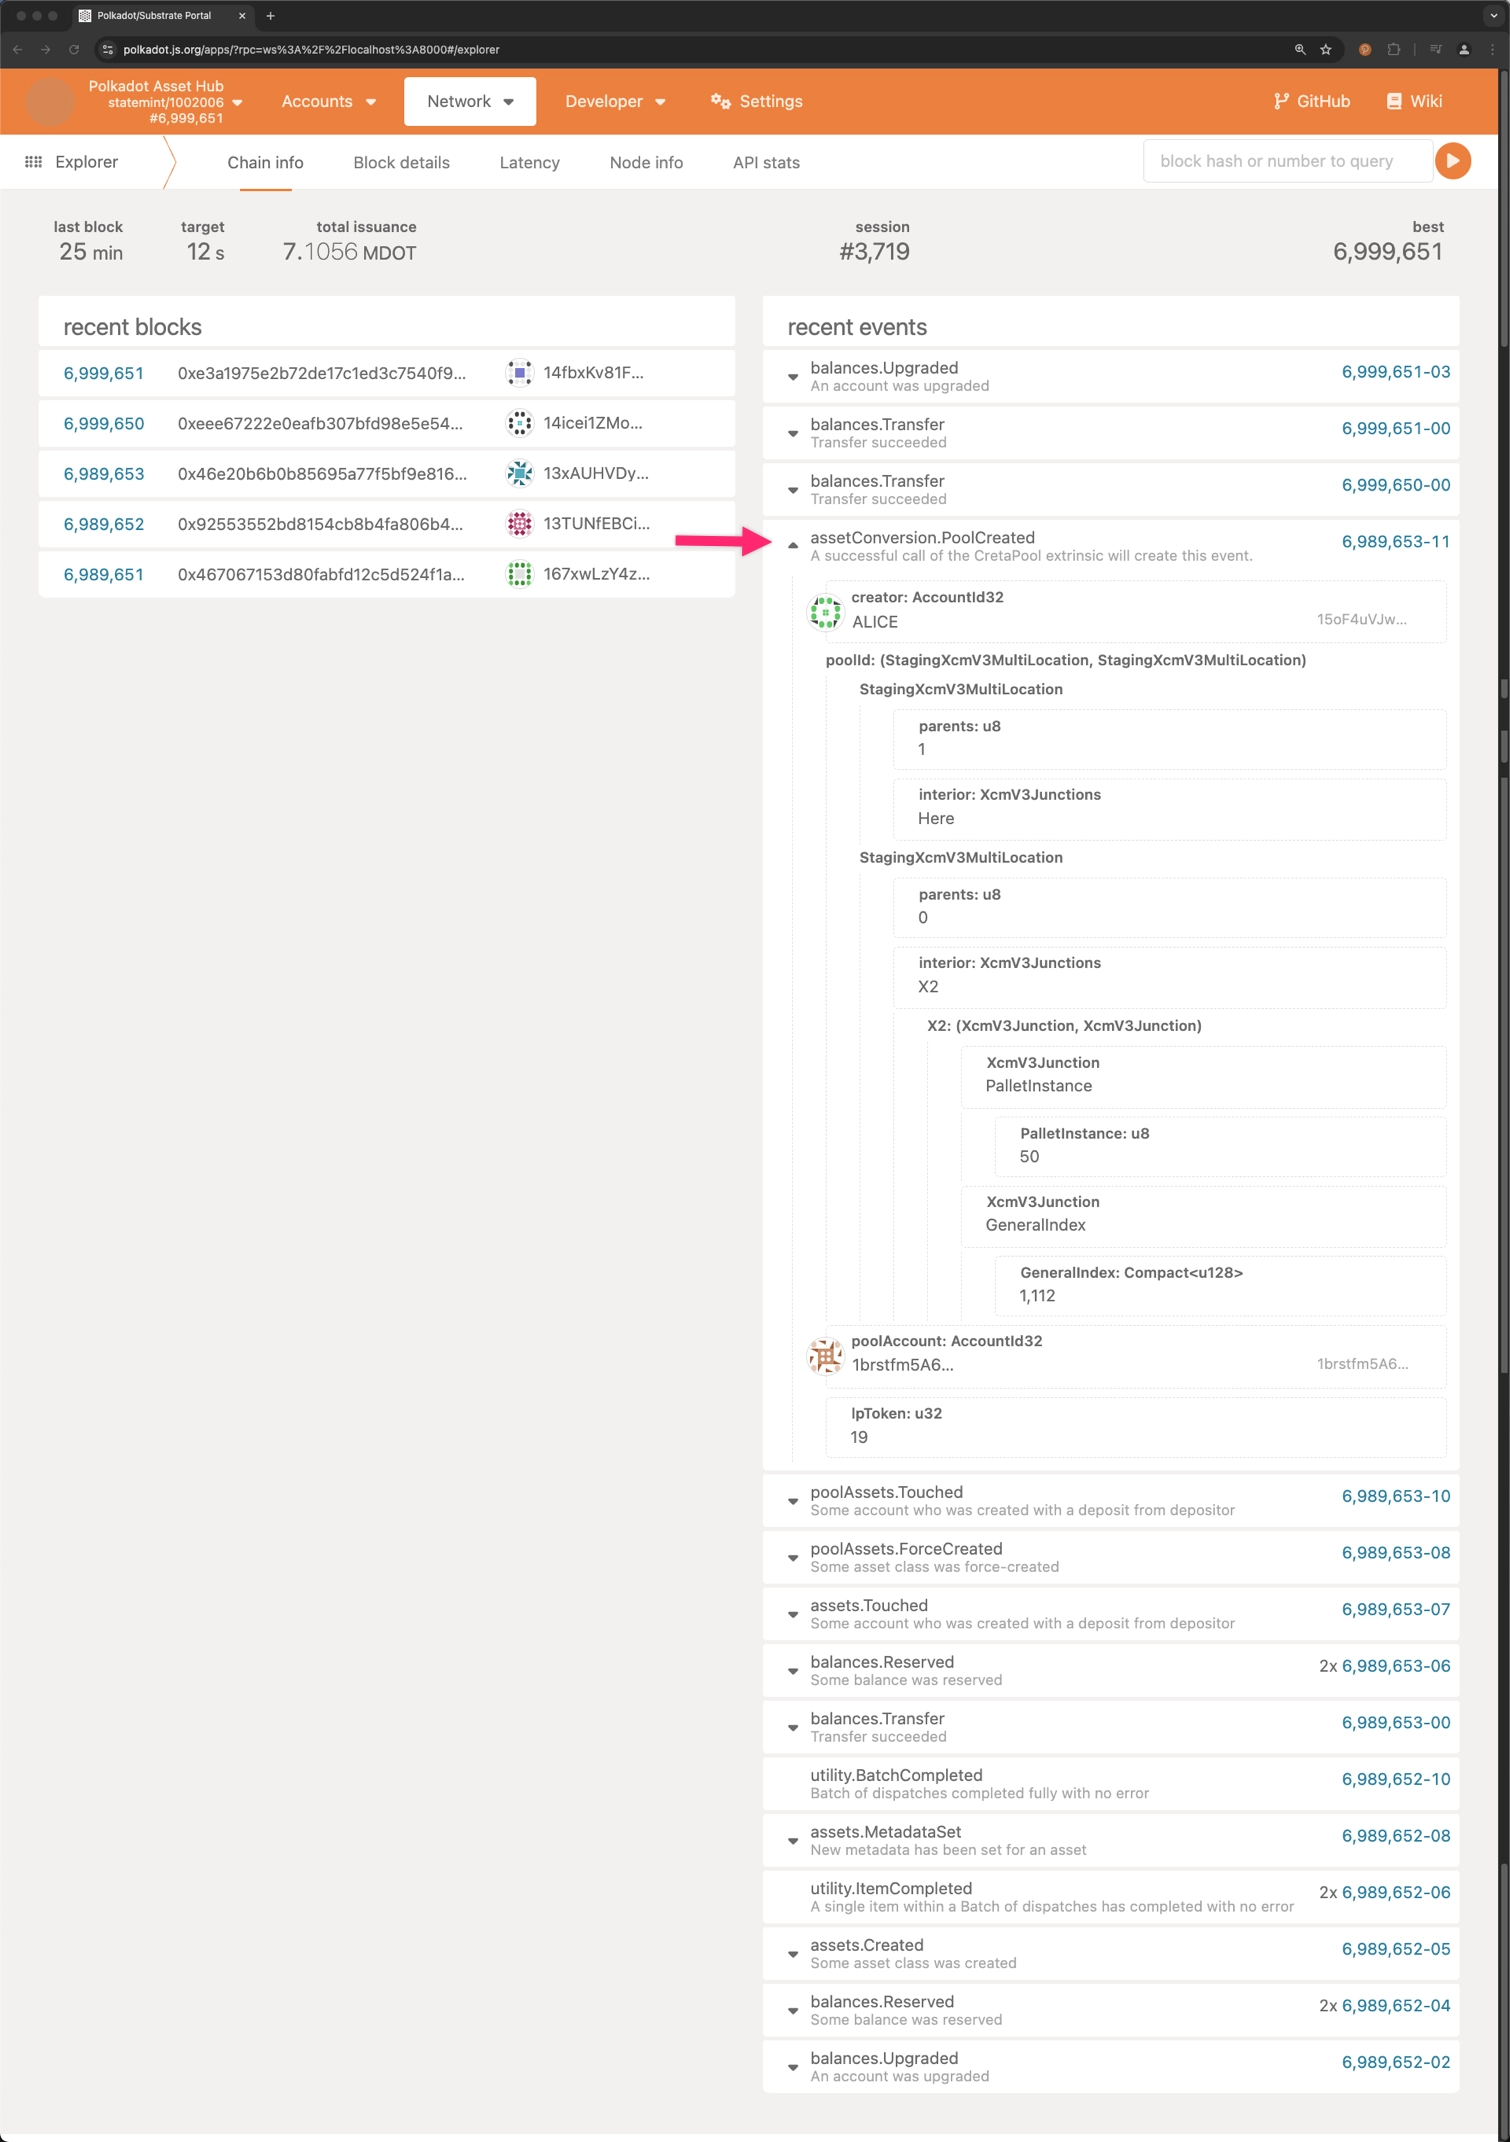 Polkadot/Substrate Portal
polkadot.js.org/apps/?rpc=ws%3A%2F%2Flocalhost%3A8000#/explorer
Polkadot Asset Hub
statemint/1002006
#6,999,651
Accounts
Network
Developer
Settings
GitHub
Wiki
Explorer
Chain info
Block details
Latency
Node info
API stats
block hash or number to query
last block
25 min
target
12 s
total issuance
7.1056 MDOT
session
#3,719
best
6,999,651
recent blocks
6,999,651 0xe3a1975e2b72de17c1ed3c7540f9... 14fbxKv81F...
6,999,650 0xeee67222e0eafb307bfd98e5e54... 14icei1ZMo...
6,989,653 0x46e20b6b0b85695a77f5bf9e816... 13xAUHVDy...
6,989,652 0x92553552bd8154cb8b4fa806b4... 13TUNfEBCi...
6,989,651 0x467067153d80fabfd12c5d524f1a... 167xwLzY4z...
recent events
balances.Upgraded 6,999,651-03
An account was upgraded
balances.Transfer 6,999,651-00
Transfer succeeded
balances.Transfer 6,999,650-00
Transfer succeeded
assetConversion.PoolCreated 6,989,653-11
A successful call of the CretaPool extrinsic will create this event.
creator: AccountId32
ALICE 15oF4uVJw...
poolId: (StagingXcmV3MultiLocation, StagingXcmV3MultiLocation)
StagingXcmV3MultiLocation
parents: u8
1
interior: XcmV3Junctions
Here
StagingXcmV3MultiLocation
parents: u8
0
interior: XcmV3Junctions
X2
X2: (XcmV3Junction, XcmV3Junction)
XcmV3Junction
PalletInstance
PalletInstance: u8
50
XcmV3Junction
GeneralIndex
GeneralIndex: Compact<u128>
1,112
poolAccount: AccountId32
1brstfm5A6... 1brstfm5A6...
lpToken: u32
19
poolAssets.Touched 6,989,653-10
Some account who was created with a deposit from depositor
poolAssets.ForceCreated 6,989,653-08
Some asset class was force-created
assets.Touched 6,989,653-07
Some account who was created with a deposit from depositor
balances.Reserved 2x 6,989,653-06
Some balance was reserved
balances.Transfer 6,989,653-00
Transfer succeeded
utility.BatchCompleted 6,989,652-10
Batch of dispatches completed fully with no error
assets.MetadataSet 6,989,652-08
New metadata has been set for an asset
utility.ItemCompleted 2x 6,989,652-06
A single item within a Batch of dispatches has completed with no error
assets.Created 6,989,652-05
Some asset class was created
balances.Reserved 2x 6,989,652-04
Some balance was reserved
balances.Upgraded 6,989,652-02
An account was upgraded